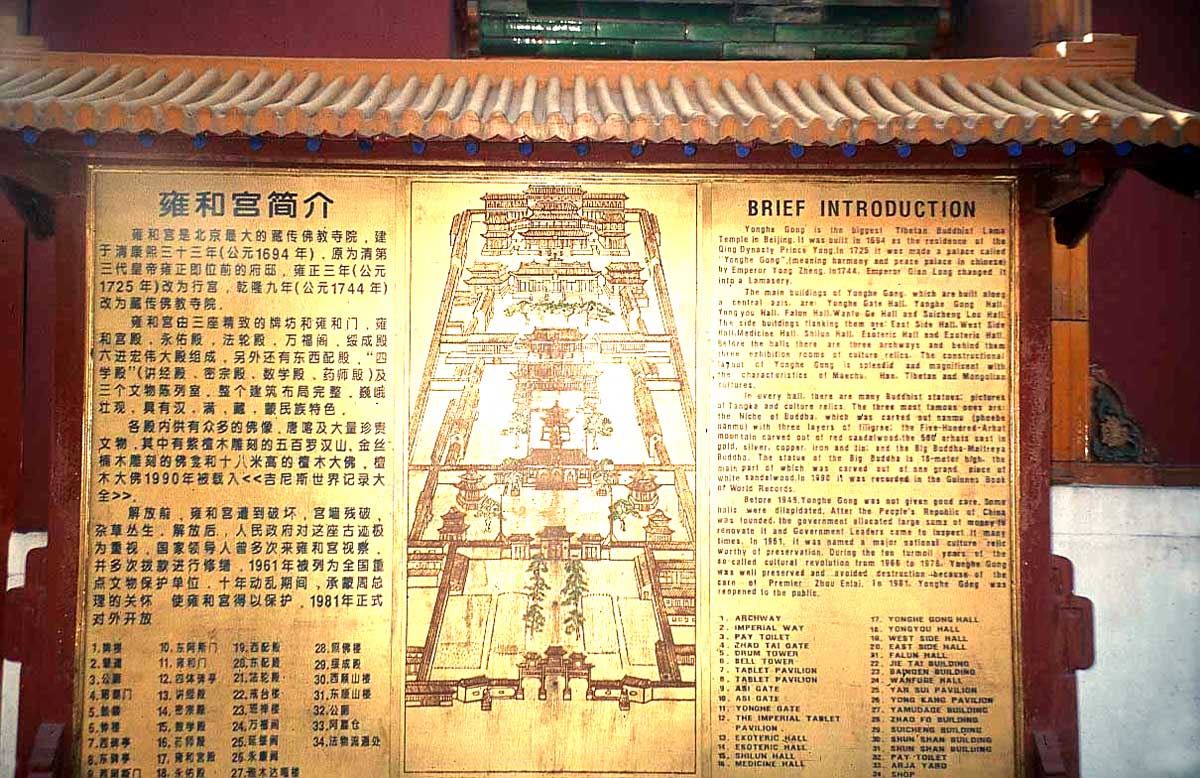 雍和宫简介
雍和宫是北京最大的藏传佛教寺院，建
于清康熙三十三年(公元1694年)．原为清第
三代皇帝雍正即位前的府邸，雍正三年(公元
1725年)改为行宫，乾隆九年(公元1744年)
改为藏传佛教寺院．
雍和宫由三座精致的牌坊和雍和门，雍
和宫殿，永佑殿，法轮殿，万福阁，绥成殿
六进宏伟大殿组成，另外还有东西配殿，“四
学殿”(讲经殿、密宗殿、数学殿、药师殿)及
三个文物陈列室，整个建筑布局完整，巍峨
壮观，具有汉，满，藏，蒙民族特色．
各殿内供有众多的佛像，唐喀及大量珍贵
文物，其中有紫檀木雕刻的五百罗汉山，金丝
楠木雕刻的佛龛和十八米高的檀木大佛，檀
木大佛1990年被载入<<吉尼斯世界记录大
全>>．
解放前，雍和宫遭到破坏，宫墙残破，
杂草丛生．解放后，人民政府对这座古迹极
为重视，国家领导人曾多次来雍和宫视察，
并多次拨款进行修缮，1961年被列为全国重
点文物保护单位，十年动乱期间，承蒙周总
理的关怀　使雍和宫得以保护，1981年正式
对外开放
1.牌楼
2.辇道
3.公厕
4.昭泰门
5.鼓楼
6.钟楼
7.西碑亭
8.东碑亭
10.东阿斯门
11.雍和门
12.四体碑亭
13.讲经殿
14.密宗殿
15.数学殿
16.药师殿
17.雍和宫殿
18.永佑殿
19.西配殿
20.东配殿
21.法轮殿
22.戒台楼
23.班禅楼
24.万福阁
25.延绥阁
26.永康阁
27.
28.照佛楼
29.绥成殿
30.西顺山楼
31.东顺山楼
32.公厕
33.阿嘉仓
34.法物流通处
BRIEF INTRODUCTION
Yonghe Gong is the biggest Tibetan Buddhist Lama
Temple in Beijing. It was built in 1694 as the residence of the
Qing Dynasty Prince Yong. In 1725 it was made a palace called
"Yonghe Gong", (meaning harmony and peace palace in chinese)
by Emperor Yong Zheng. In1744, Emperor Qian Long changed it
into a Lamasery.
The main buildings of Yonghe Gong, which are built along
a central axis, are: Yonghe Gate Hall, Yonghe Gong Hall,
Yong you Hall, Falun Hall, Wanfu Ge Hall and Suicheng Lou Hall.
The side buildings flanking them are: East Side Hall, West Side
Hall, Medicine Hall, Shilun Hall, Esoteric Hall and Exoteric Hall.
Before the halls there are three archways and behind them
three exhibition rooms of culture relics. The constructional
layout of Yonghe Gong is splendid and magnificent with
the characteristics of Manchu, Han, Tibetan and Mongolian
cultures.
In every hall, there are many Buddhist statues, pictures
of Tangka and culture relics. The three most famous ones are:
the Niche of Buddha, which was carved out nanmu (phoebe
nanmu) with three layers of filigree; the Five-Hundred-Arhat
mountain carved out of red sandalwood, the 500 arhats cast in
gold, silver, copper, iron and tin; and the Big Buddha-Maitreya
Buddha. The statue of the Big Buddha is 18-meter high, the
main part of which was carved out of one grand piece of
white sandalwood. In 1990 it was recorded in the Guinness Book
of World Records.
Before 1949, Yonghe Gong was not given good care. Some
halls were dilapidated. After the People's Republic of China
was founded, the government allocated large sums of money to
renovate it and Government Leaders came to inspect it many
times. In 1961, it was named a major national culture relic
worthy of preservation. During the ten turmoil years of the
so-called cultural revolution from 1966 to 1976, Yonghe Gong
was well preserved and avoided destruction because of the
care of Premier Zhou Enlai. In 1981, Yonghe Gong was
reopened to the public.
1. ARCHWAY
2. IMPERIAL WAY
3. PAY TOILET
4. ZHAO TAI GATE
5. DRUM TOWER
6. BELL TOWER
7. TABLET PAVILION
8. TABLET PAVILION
9. ASI GATE
10. ASI GATE
11. YONGHE GATE
12. THE IMPERIAL TABLET
PAVILION
13. EXOTERIC HALL
14. ESOTERIC HALL
15. SHILUN HALL
16. MEDICINE HALL
17. YONGHE GONG HALL
18. YONGYOU HALL
19. WEST SIDE HALL
20. EAST SIDE HALL
21. FALUN HALL
22. JIE TAI BUILDING
23. BANCHEN BUILDING
24. WANFUGE HALL
25. YAN SUI PAVILION
26. YONG KANG PAVILION
27. YAMUDAGE BUILDING
28. ZHAO FO BUILDING
29. SUICHENG BUILDING
30. SHUN SHAN BUILDING
31. SHUN SHAN BUILDING
32. PAY TOILET
33. ARJA YARD
34. SHOP